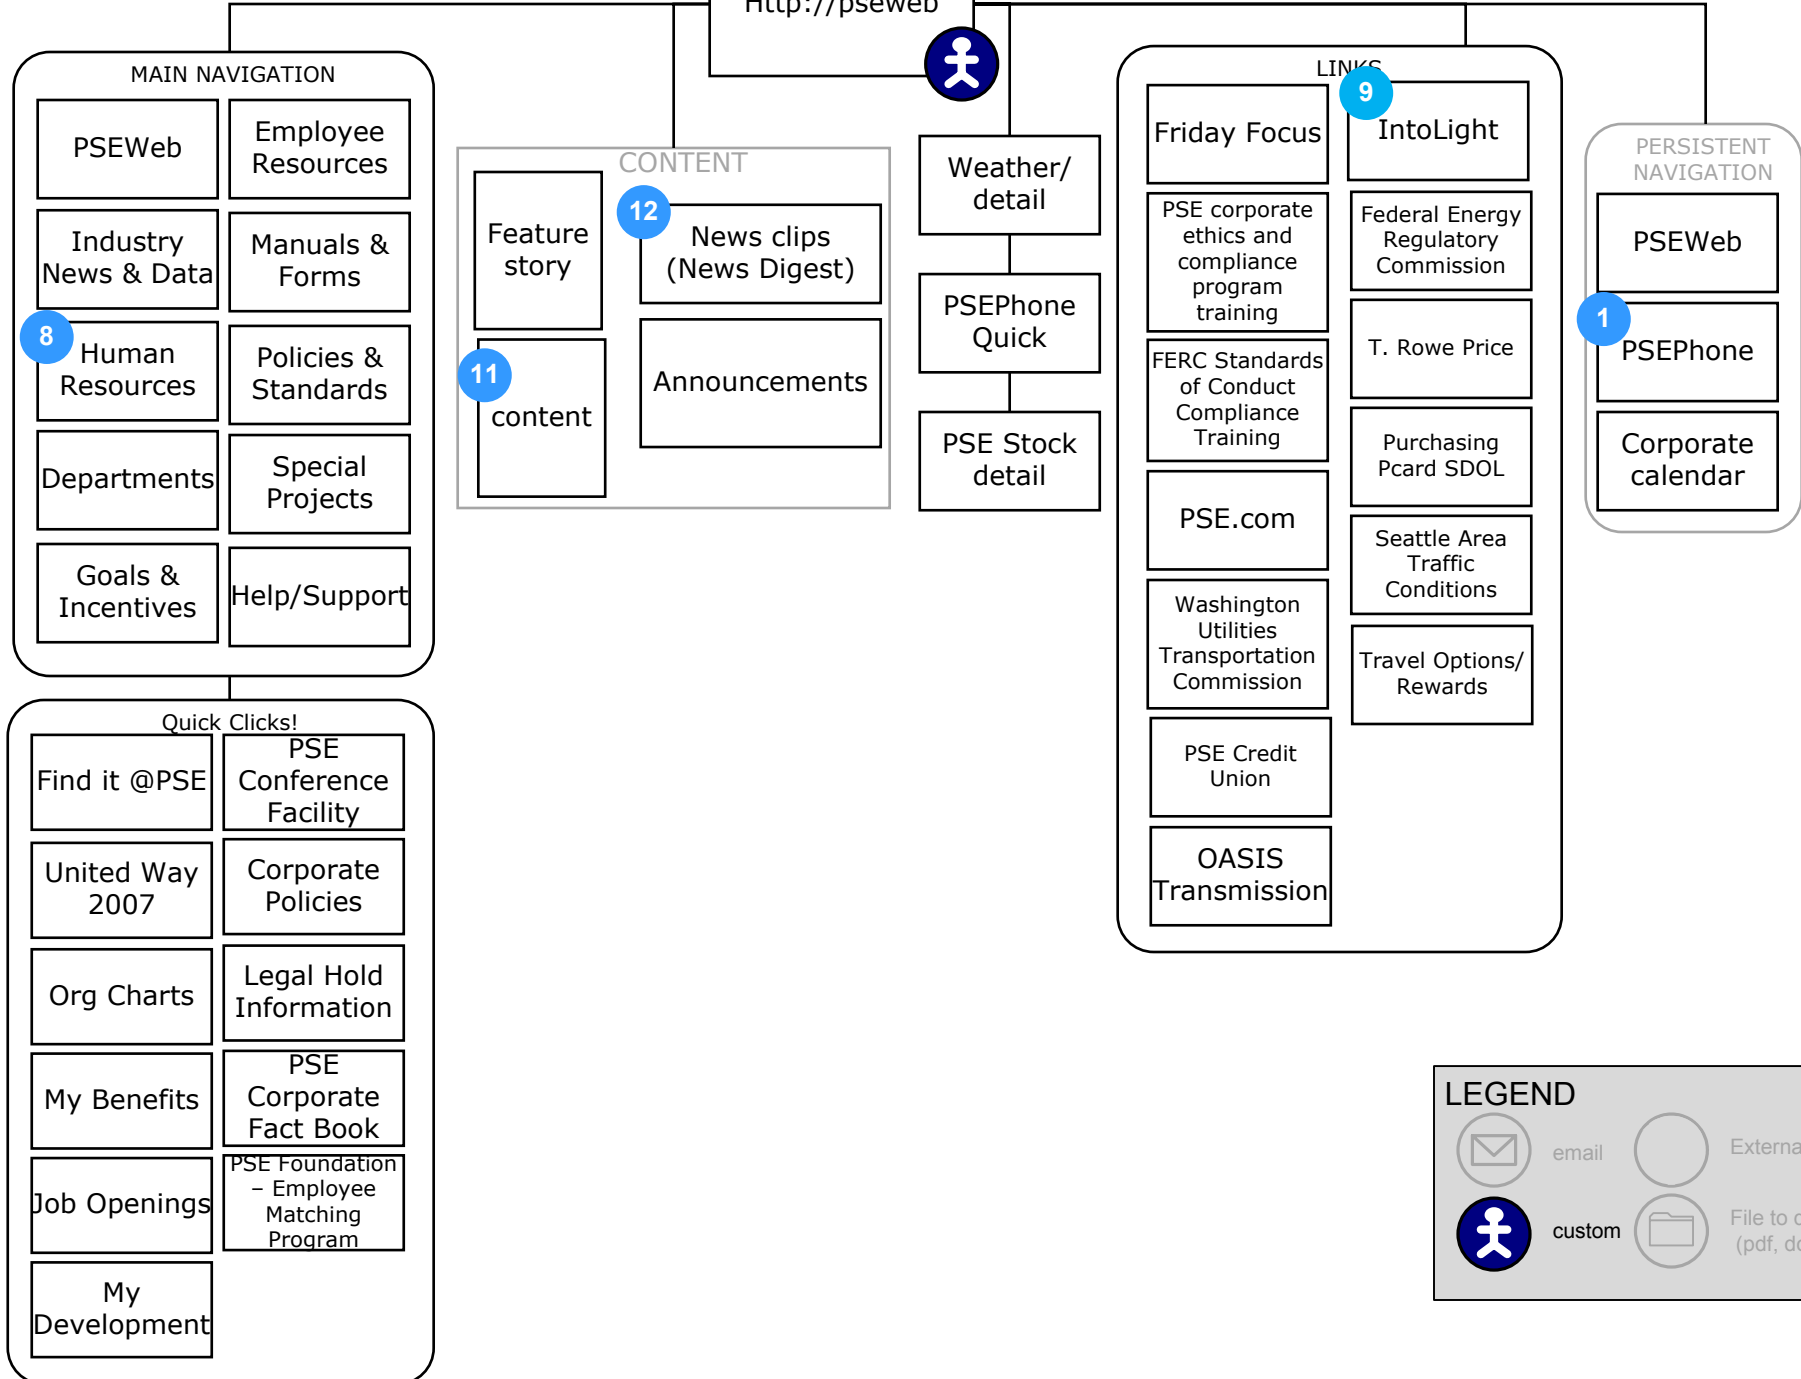 Http://pseweb
MAIN NAVIGATION
PSEWeb
Employee
Resources
Industry
News & Data
Manuals &
Forms
8
Human
Resources
Policies &
Standards
Departments
Special
Projects
Goals &
Incentives
Help/Support
Quick Clicks!
Find it @PSE
PSE
Conference
Facility
United Way
2007
Corporate
Policies
Org Charts
Legal Hold
Information
My Benefits
PSE
Corporate
Fact Book
Job Openings
PSE Foundation
– Employee
Matching
Program
My
Development
CONTENT
Feature
story
12
News clips
(News Digest)
11
content
Announcements
Weather/
detail
PSEPhone
Quick
PSE Stock
detail
LINKS
Friday Focus
9
IntoLight
PSE corporate
ethics and
compliance
program
training
Federal Energy
Regulatory
Commission
FERC Standards
of Conduct
Compliance
Training
T. Rowe Price
PSE.com
Purchasing
Pcard SDOL
Washington
Utilities
Transportation
Commission
Seattle Area
Traffic
Conditions
PSE Credit
Union
Travel Options/
Rewards
OASIS
Transmission
PERSISTENT
NAVIGATION
PSEWeb
1
PSEPhone
Corporate
calendar
LEGEND
email
Externa
custom
File to
(pdf,